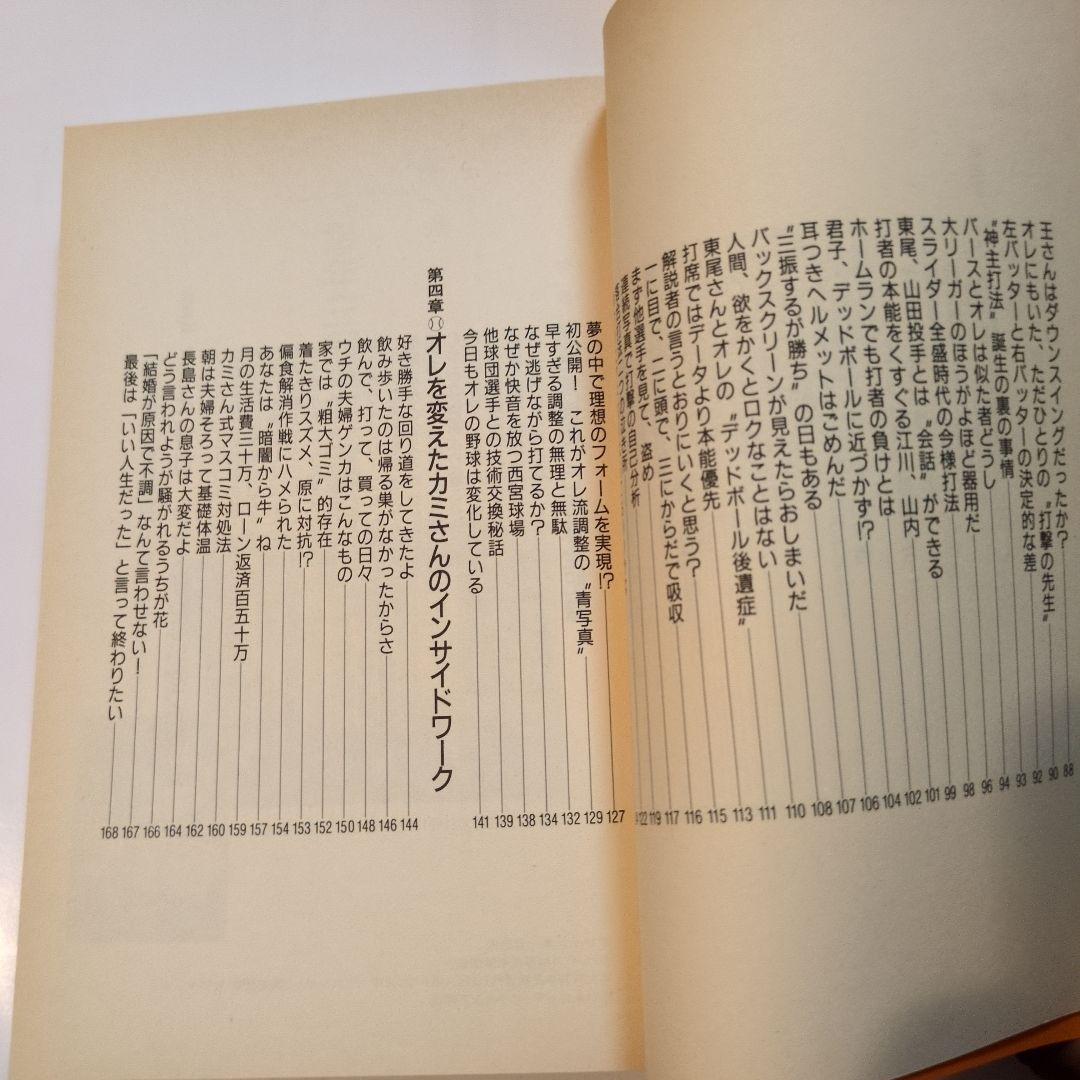 王さんはダウンスイングだったか? 88
オレにもいた、ただひとりの〝打撃の先生〟 90
左バッターと右バッターの決定的な差 92
〝神主打法〟誕生の裏の事情 93
バースとオレは似た者どうし 94
大リーガーのほうがよほど器用だ 96
スライダー全盛時代の今様打法 98
東尾、山田投手とは〝会話〟ができる 99
打者の本能をくすぐる江川、山内 101
ホームランでも打者の負けとは 102
君子、デッドボールに近づかず!? 104
耳つきヘルメットはごめんだ 106
〝三振するが勝ち〟の日もある 107
バックスクリーンが見えたらおしまいだ 108
人間、欲をかくとロクなことはない 110
東尾さんとオレの〝デッドボール後遺症〟 111
打席ではデータより本能優先 113
解説者の言うとおりにいくと思う? 115
一に目で、二に頭で、三にからだで吸収 116
まず他選手を見て、盗め 117
連続写真で打撃の自己分析 119
夢の中で理想のフォームを実現!? 127
初公開! これがオレ流調整の〝青写真〟 129
早すぎる調整の無理と無駄 132
なぜ逃げながら打てるか? 134
なぜか快音を放つ西宮球場 138
他球団選手との技術交換秘話 139
今日もオレの野球は変化している 141
第四章 オレを変えたカミさんのインサイドワーク
好き勝手な回り道をしてきたよ 144
飲み歩いたのは帰る巣がなかったからさ 146
飲んで、打って、買っての日々 148
ウチの夫婦ゲンカはこんなもの 150
家では〝粗大ゴミ〟的存在 152
着たきりスズメ、原に対抗!? 153
偏食解消作戦にハメられた 154
あなたは〝暗闇から牛〟ね 157
月の生活費三十万、ローン返済百五十万 159
カミさん式マスコミ対処法 160
朝は夫婦そろって基礎体温 162
長島さんの息子は大変だよ 164
どう言われようが騒がれるうちが花 166
「結婚が原因で不調」なんて言わせない! 167
最後は「いい人生だった」と言って終わりたい 168